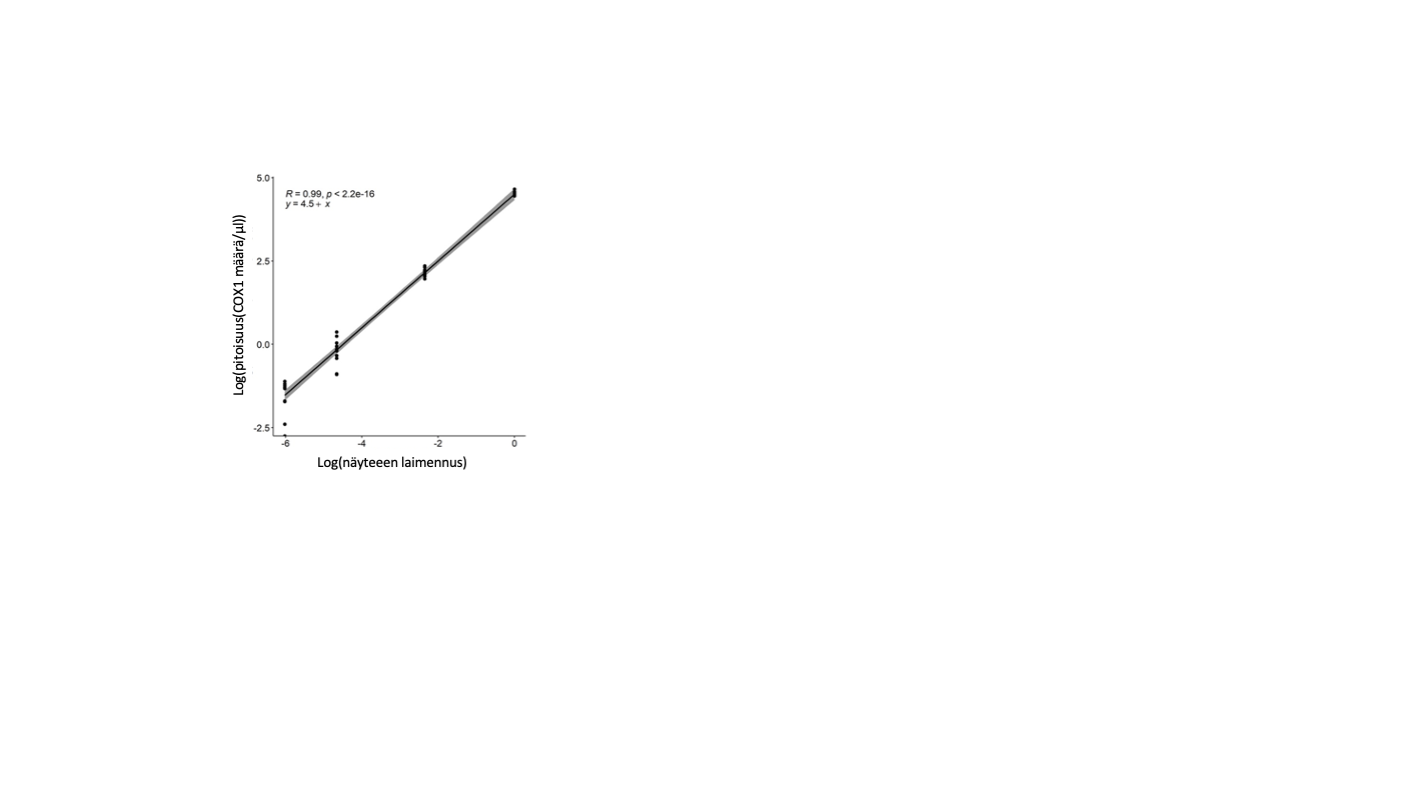 5.0
R = 0.99, p < 2.2e-16
y = 4.5 + x
2.5
0.0
-2.5
-6 -4 -2 0
Log(pitoisuus(COX1 määrä/µl))
Log(näyteeen laimennus)